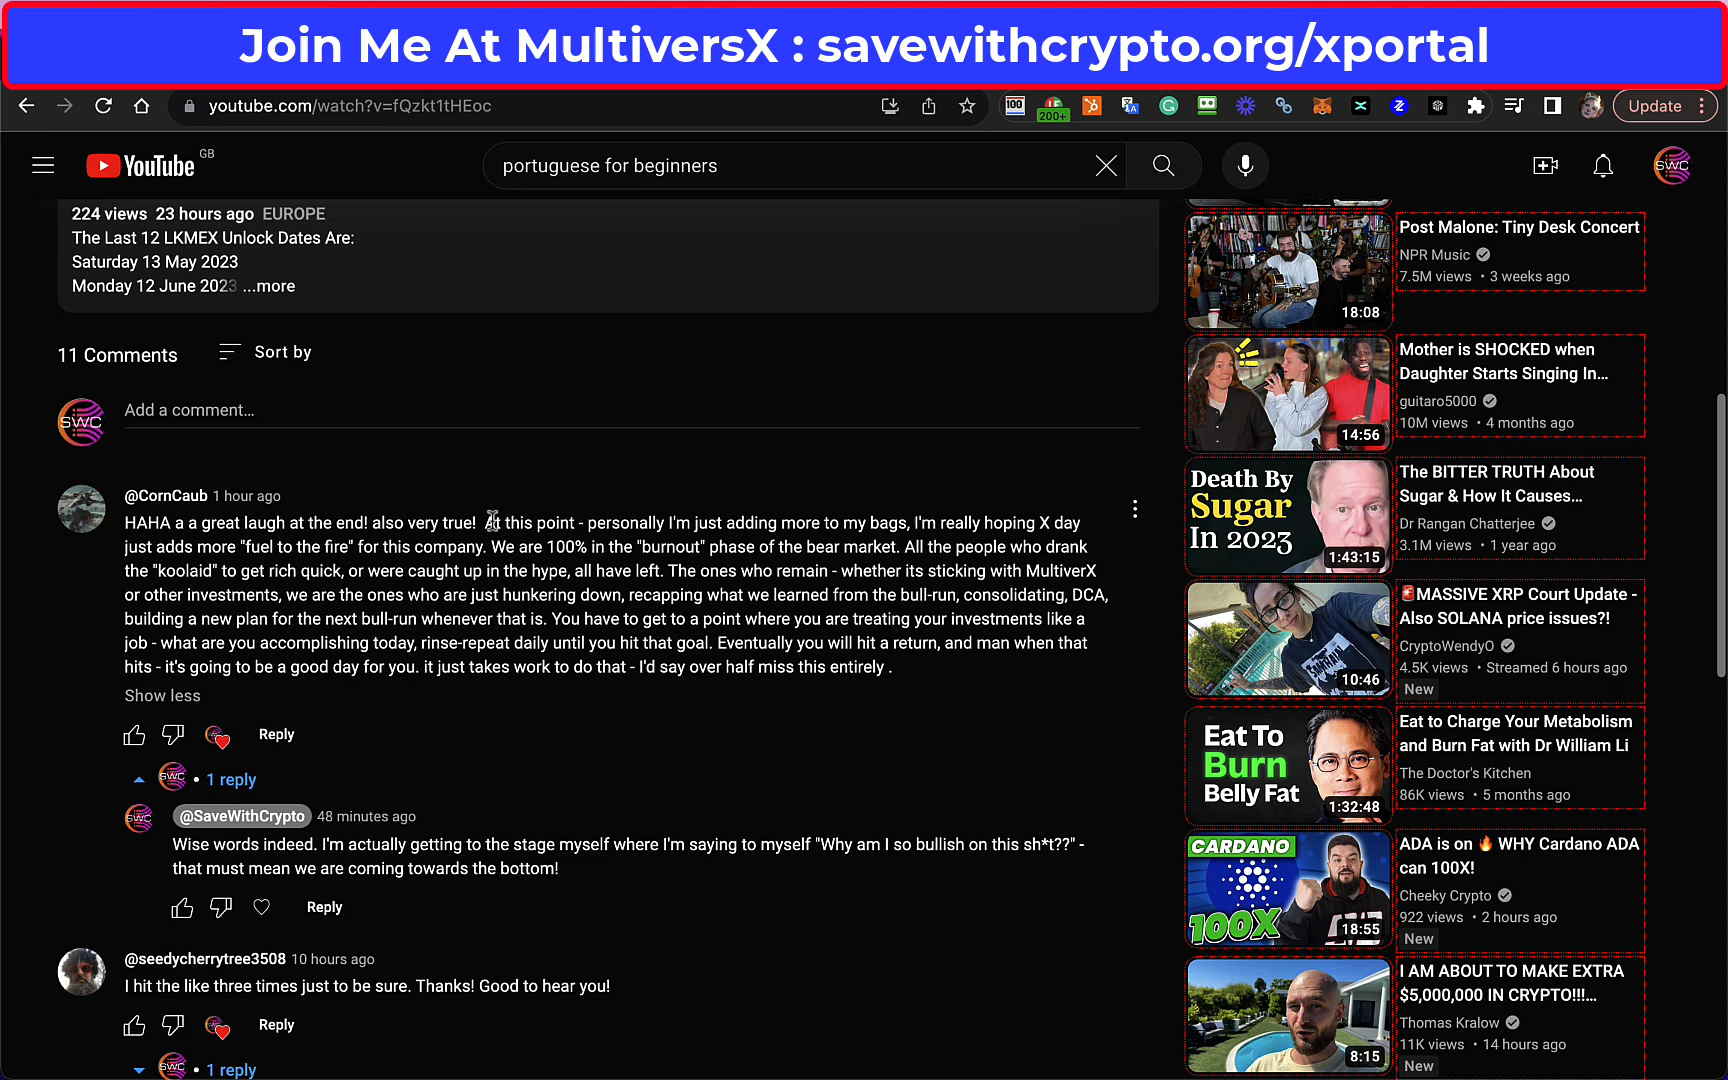 Join Me At MultiversX : savewithcrypto.org/xportal
youtube.com/watch?v=fQzkt1tHEoc
200+
Update
YouTube GB
portuguese for beginners
SWC
224 views 23 hours ago EUROPE
The Last 12 LKMEX Unlock Dates Are:
Saturday 13 May 2023
Monday 12 June 2023 ...more
11 Comments
Sort by
SWC
Add a comment...
@CornCaub 1 hour ago
HAHA a a great laugh at the end! also very true! At this point - personally I'm just adding more to my bags, I'm really hoping X day
just adds more "fuel to the fire" for this company. We are 100% in the "burnout" phase of the bear market. All the people who drank
the "koolaid" to get rich quick, or were caught up in the hype, all have left. The ones who remain - whether its sticking with MultiverX
or other investments, we are the ones who are just hunkering down, recapping what we learned from the bull-run, consolidating, DCA,
building a new plan for the next bull-run whenever that is. You have to get to a point where you are treating your investments like a
job - what are you accomplishing today, rinse-repeat daily until you hit that goal. Eventually you will hit a return, and man when that
hits - it's going to be a good day for you. it just takes work to do that - I'd say over half miss this entirely .
Show less
Reply
SWC • 1 reply
SWC
@SaveWithCrypto 48 minutes ago
Wise words indeed. I'm actually getting to the stage myself where I'm saying to myself "Why am I so bullish on this sh*t??" -
that must mean we are coming towards the bottom!
Reply
@seedycherrytree3508 10 hours ago
I hit the like three times just to be sure. Thanks! Good to hear you!
Reply
SWC • 1 reply
18:08
Post Malone: Tiny Desk Concert
NPR Music
7.5M views • 3 weeks ago
14:56
Mother is SHOCKED when
Daughter Starts Singing In...
guitaro5000
10M views • 4 months ago
Death By
Sugar
In 2023
1:43:15
The BITTER TRUTH About
Sugar & How It Causes...
Dr Rangan Chatterjee
3.1M views • 1 year ago
10:46
🚨MASSIVE XRP Court Update -
Also SOLANA price issues?!
CryptoWendyO
4.5K views • Streamed 6 hours ago
New
Eat To
Burn
Belly Fat
1:32:48
Eat to Charge Your Metabolism
and Burn Fat with Dr William Li
The Doctor's Kitchen
86K views • 5 months ago
CARDANO
100X
18:55
ADA is on 🔥 WHY Cardano ADA
can 100X!
Cheeky Crypto
922 views • 2 hours ago
New
8:15
I AM ABOUT TO MAKE EXTRA
$5,000,000 IN CRYPTO!!!...
Thomas Kralow
11K views • 14 hours ago
New